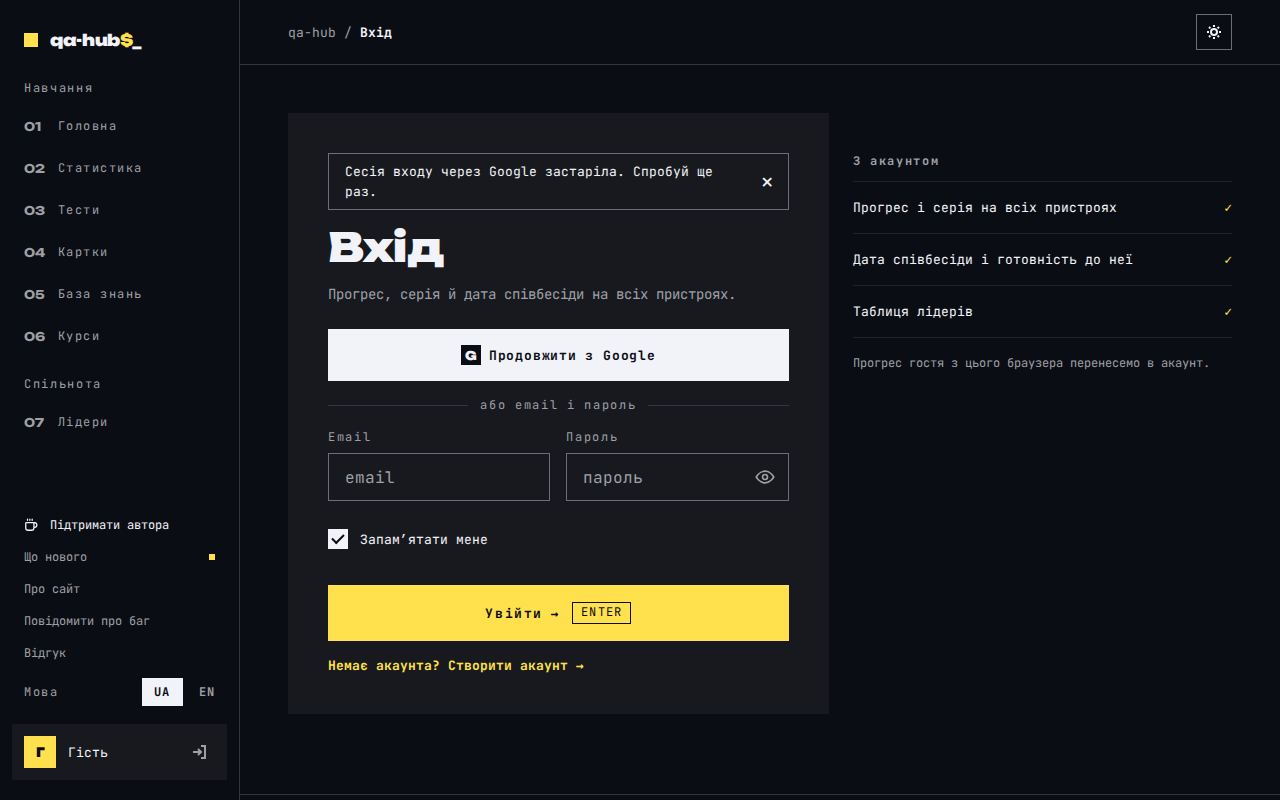 qa-hub$_
Навчання
01 Головна
02 Статистика
03 Тести
04 Картки
05 База знань
06 Курси
Спільнота
07 Лідери
Підтримати автора
Що нового
Про сайт
Повідомити про баг
Відгук
Мова UA EN
Г Гість
qa-hub / Вхід
Сесія входу через Google застаріла. Спробуй ще
раз.
Вхід
Прогрес, серія й дата співбесіди на всіх пристроях.
G Продовжити з Google
або email і пароль
Email Пароль
email пароль
Запам’ятати мене
Увійти → ENTER
Немає акаунта? Створити акаунт →
З акаунтом
Прогрес і серія на всіх пристроях ✓
Дата співбесіди і готовність до неї ✓
Таблиця лідерів ✓
Прогрес гостя з цього браузера перенесемо в акаунт.